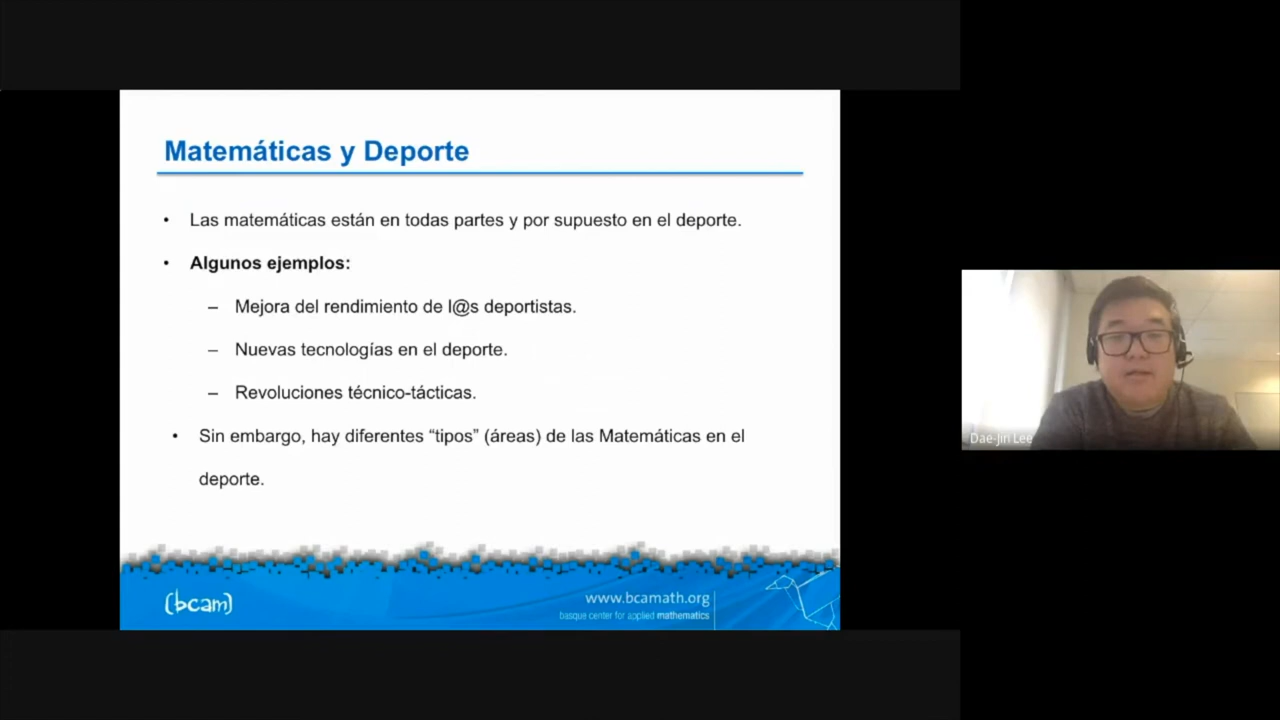 Matemáticas y Deporte
• Las matemáticas están en todas partes y por supuesto en el deporte.
• Algunos ejemplos:
– Mejora del rendimiento de l@s deportistas.
– Nuevas tecnologías en el deporte.
– Revoluciones técnico-tácticas.
• Sin embargo, hay diferentes “tipos” (áreas) de las Matemáticas en el
deporte.
(bcam)
www.bcamath.org
basque center for applied mathematics
Dae-Jin Lee